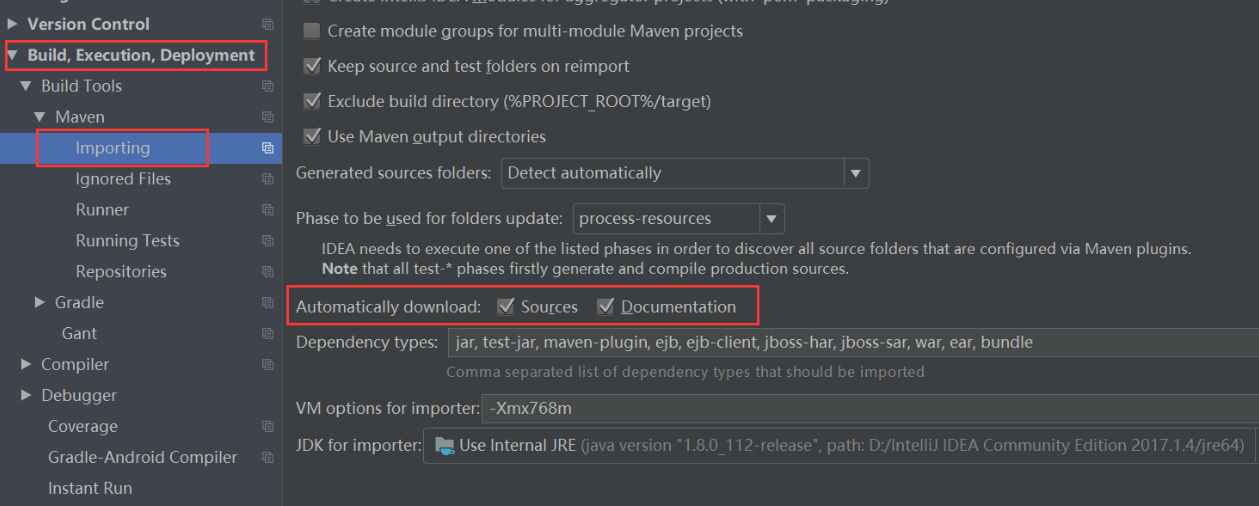 Version Control
Build, Execution, Deployment
Build Tools
Maven
Importing
Ignored Files
Runner
Running Tests
Repositories
Gradle
Gant
Compiler
Debugger
Coverage
Gradle-Android Compiler
Instant Run
Create module groups for multi-module Maven projects
Keep source and test folders on reimport
Exclude build directory (%PROJECT_ROOT%/target)
Use Maven output directories
Generated sources folders: Detect automatically
Phase to be used for folders update: process-resources
IDEA needs to execute one of the listed phases in order to discover all source folders that are configured via Maven plugins.
Note that all test-* phases firstly generate and compile production sources.
Automatically download: Sources Documentation
Dependency types: jar, test-jar, maven-plugin, ejb, ejb-client, jboss-har, jboss-sar, war, ear, bundle
Comma separated list of dependency types that should be imported
VM options for importer: -Xmx768m
JDK for importer: Use Internal JRE (java version "1.8.0_112-release", path: D:/IntelliJ IDEA Community Edition 2017.1.4/jre64)